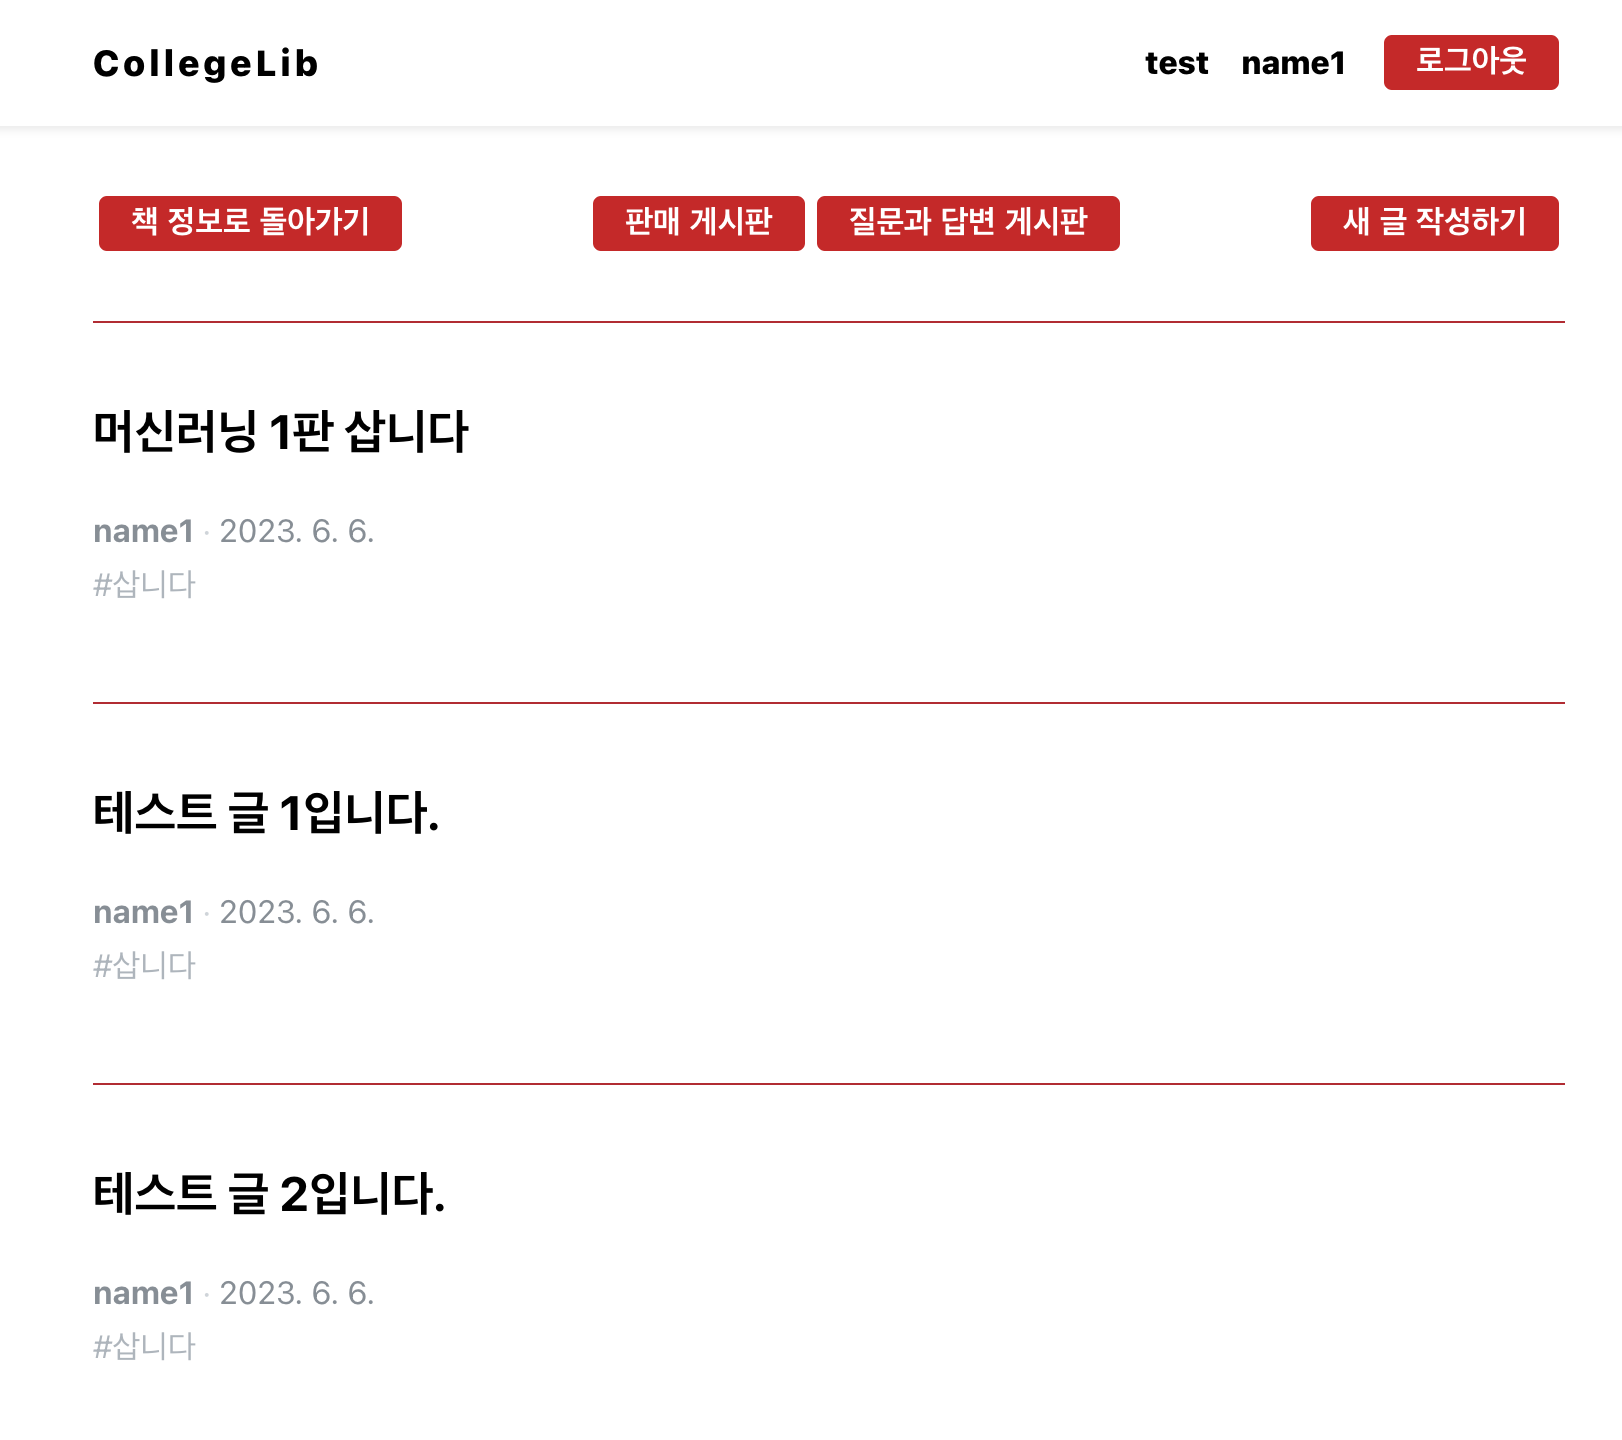 CollegeLib test name1 로그아웃
책 정보로 돌아가기 판매 게시판 질문과 답변 게시판 새 글 작성하기
머신러닝 1판 삽니다
name1 · 2023. 6. 6.
#삽니다
테스트 글 1입니다.
name1 · 2023. 6. 6.
#삽니다
테스트 글 2입니다.
name1 · 2023. 6. 6.
#삽니다